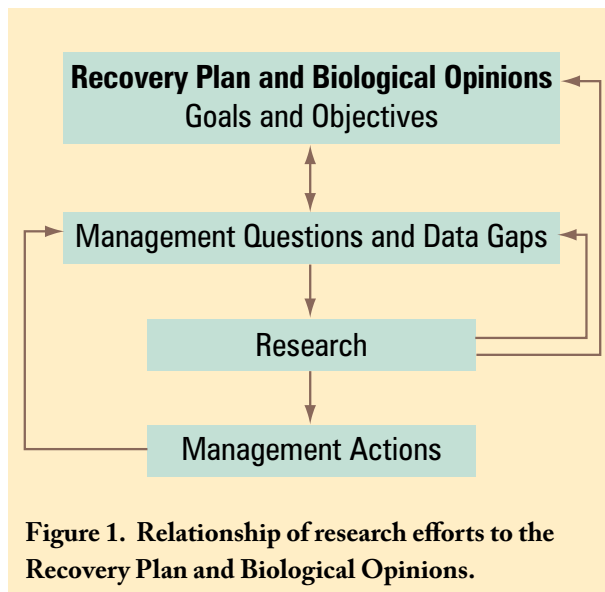 Recovery Plan and Biological Opinions
Goals and Objectives
Management Questions and Data Gaps
Research
Management Actions
Figure 1. Relationship of research efforts to the
Recovery Plan and Biological Opinions.